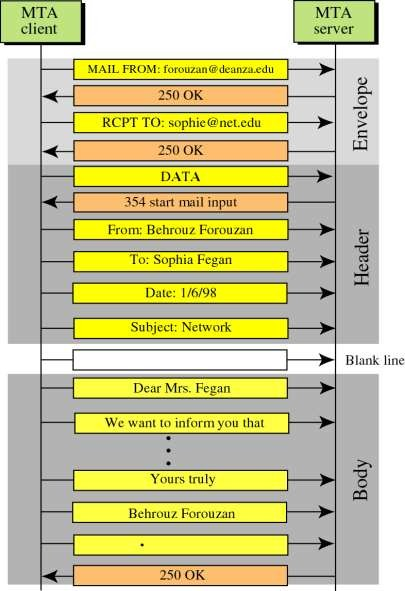 MTA
client
MTA
server
MAIL FROM: forouzan@deanza.edu
250 OK
RCPT TO: sophie@net.edu
250 OK
Envelope
DATA
354 start mail input
From: Behrouz Forouzan
To: Sophia Fegan
Date: 1/6/98
Subject: Network
Header
Blank line
Dear Mrs. Fegan
We want to inform you that
Yours truly
Behrouz Forouzan
.
250 OK
Body